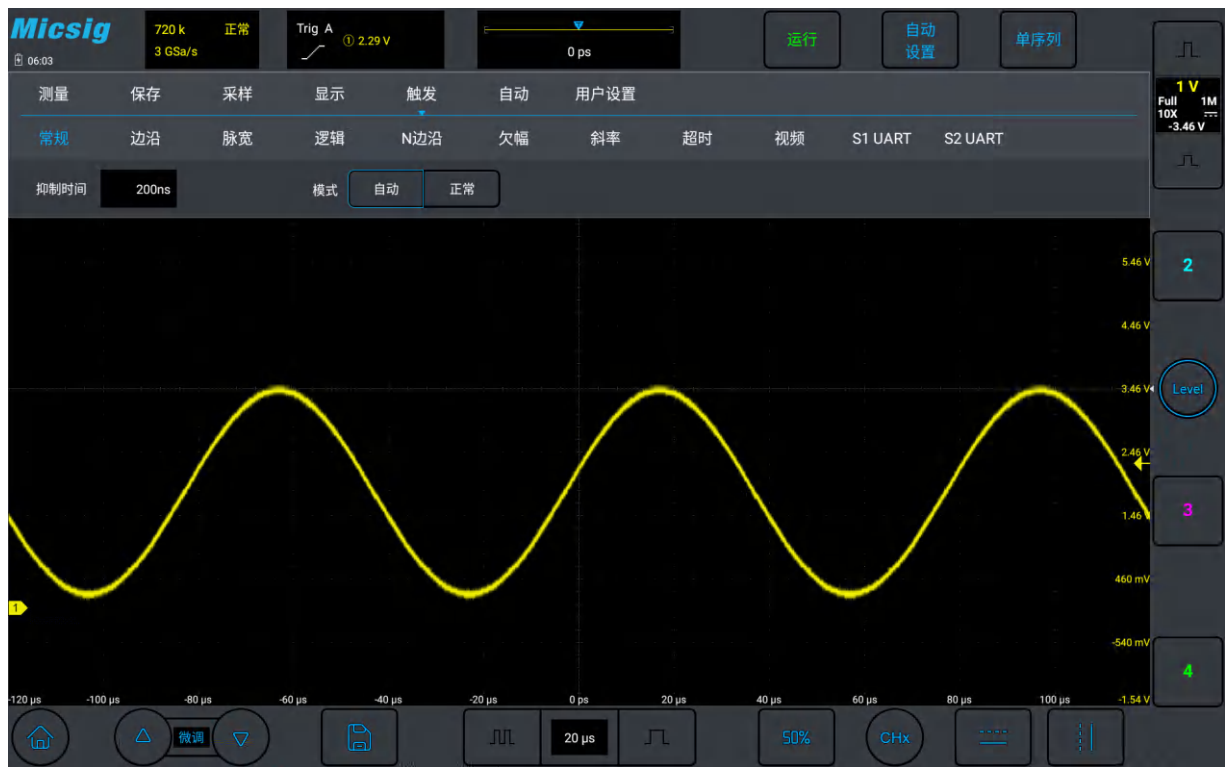 Micsig
06:03
720 k 正常
3 GSa/s
Trig A
① 2.29 V
0 ps
运行
自动
设置
单序列
测量 保存 采样 显示 触发 自动 用户设置
常规 边沿 脉宽 逻辑 N边沿 欠幅 斜率 超时 视频 S1 UART S2 UART
抑制时间 200ns 模式 自动 正常
1 V
Full 1M
10X
-3.46 V
5.46 V
2
4.46 V
3.46 V
Level
2.46 V
1.46 V
3
460 mV
1
-540 mV
4
-120 µs -100 µs -80 µs -60 µs -40 µs -20 µs 0 ps 20 µs 40 µs 60 µs 80 µs 100 µs -1.54 V
微调 20 µs 50% CHx